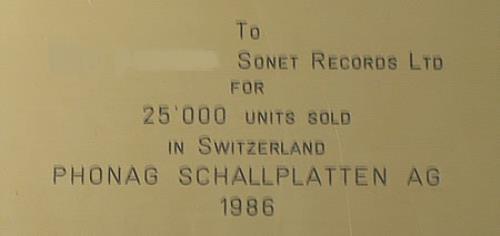 To
Sonet Records Ltd
for
25'000 units sold
in Switzerland
PHONAG SCHALLPLATTEN AG
1986